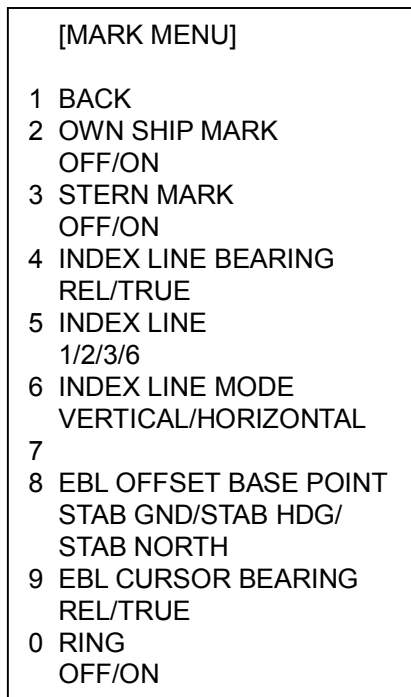 [MARK MENU]
1 BACK
2 OWN SHIP MARK
OFF/ON
3 STERN MARK
OFF/ON
4 INDEX LINE BEARING
REL/TRUE
5 INDEX LINE
1/2/3/6
6 INDEX LINE MODE
VERTICAL/HORIZONTAL
7
8 EBL OFFSET BASE POINT
STAB GND/STAB HDG/
STAB NORTH
9 EBL CURSOR BEARING
REL/TRUE
0 RING
OFF/ON